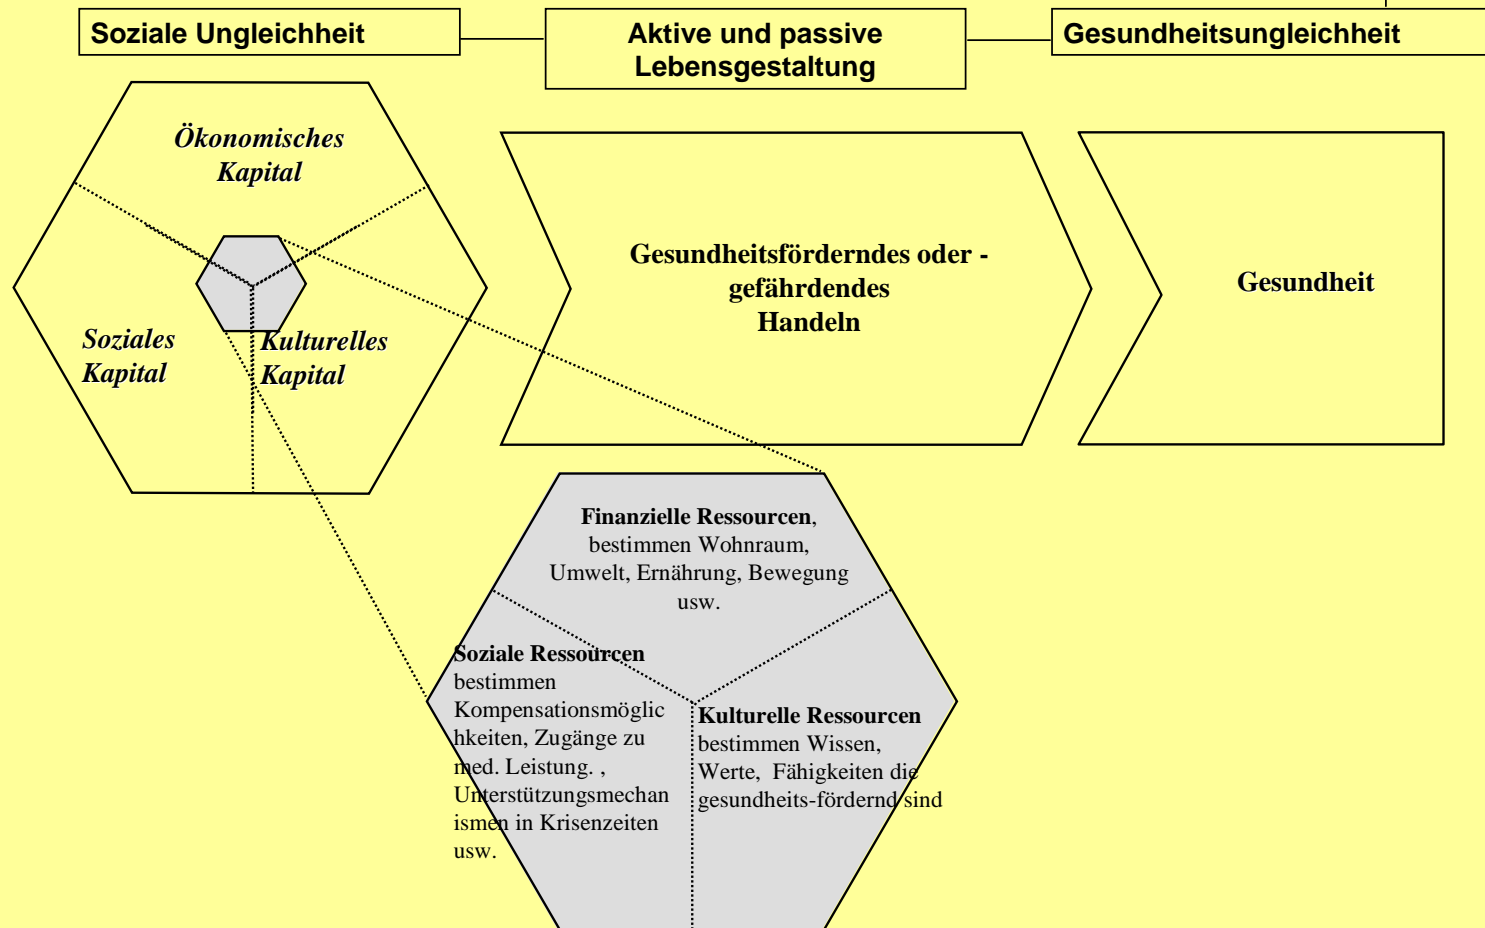 Soziale Ungleichheit
Aktive und passive
Lebensgestaltung
Gesundheitsungleichheit
Ökonomisches
Kapital
Soziales
Kapital
Kulturelles
Kapital
Gesundheitsförderndes oder -
gefährdendes
Handeln
Gesundheit
Finanzielle Ressourcen,
bestimmen Wohnraum,
Umwelt, Ernährung, Bewegung
usw.
Soziale Ressourcen
bestimmen
Kompensationsmöglic
hkeiten, Zugänge zu
med. Leistung. ,
Unterstützungsmechan
ismen in Krisenzeiten
usw.
Kulturelle Ressourcen
bestimmen Wissen,
Werte,  Fähigkeiten die
gesundheits-fördernd sind